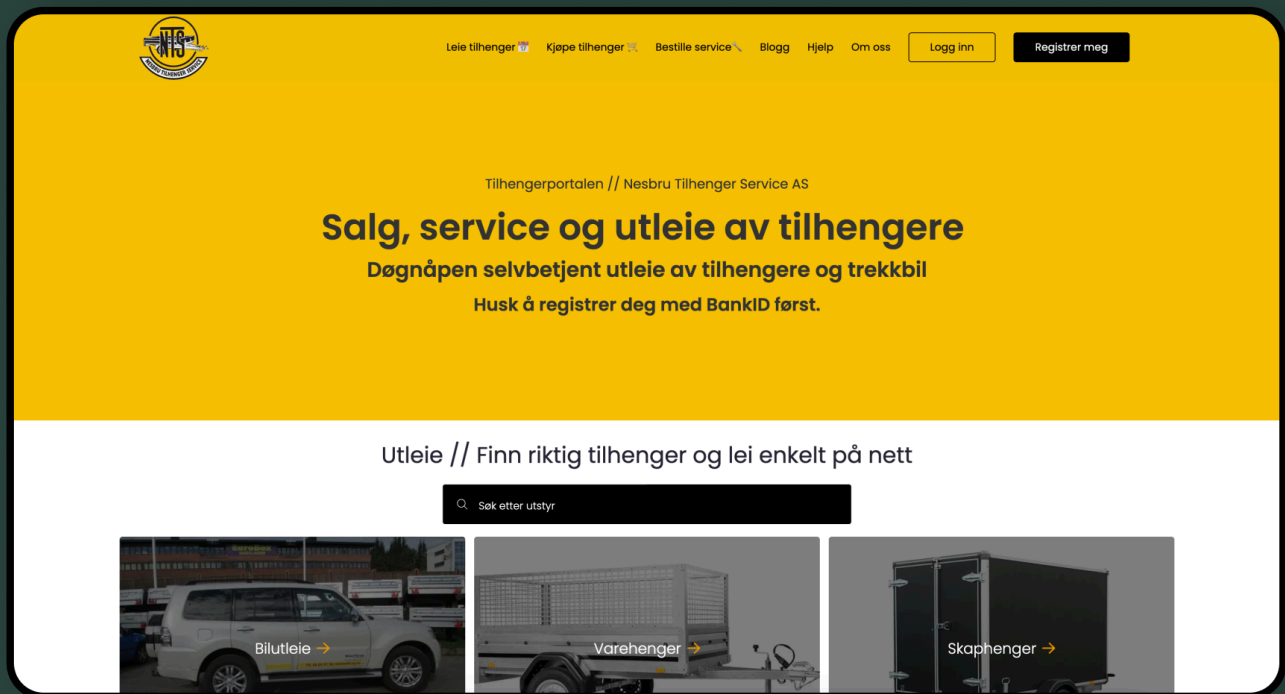 NTS
NESBRU TILHENGER SERVICE
Leie tilhenger
Kjøpe tilhenger
Bestille service
Blogg
Hjelp
Om oss
Logg inn
Registrer meg
Tilhengerportalen // Nesbru Tilhenger Service AS
Salg, service og utleie av tilhengere
Døgnåpen selvbetjent utleie av tilhengere og trekkbil
Husk å registrer deg med BankID først.
Utleie // Finn riktig tilhenger og lei enkelt på nett
Søk etter utstyr
Bilutleie →
Varehenger →
Skaphenger →